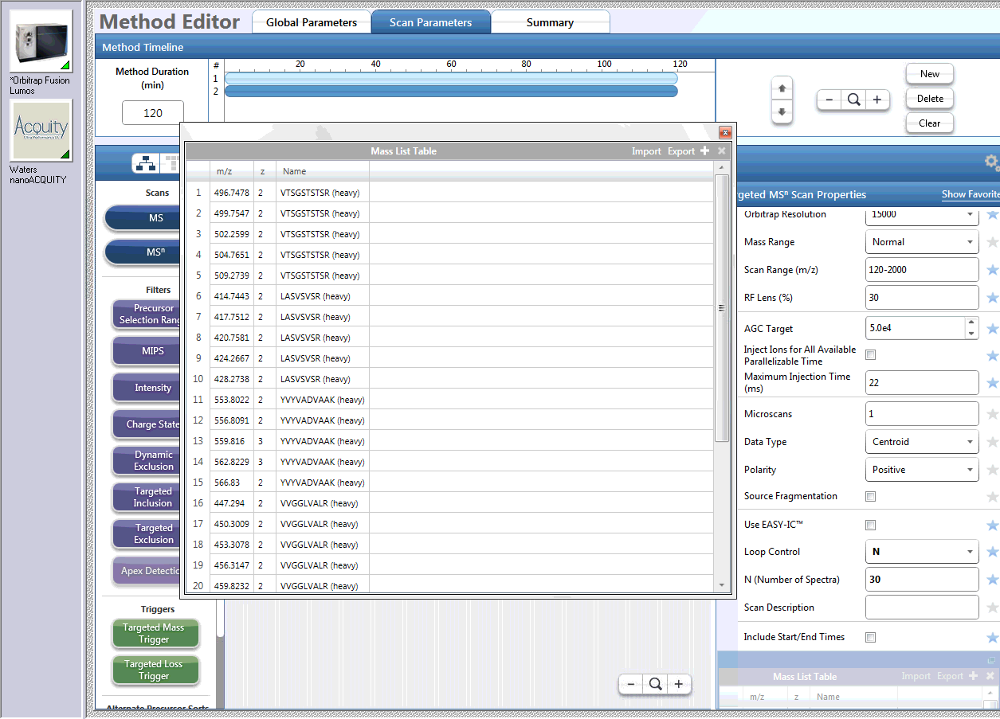 Method Editor
Global Parameters
Scan Parameters
Summary
*Orbitrap Fusion
Lumos
Acquity
Waters
nanoACQUITY
Method Timeline
Method Duration
(min)
120
#
20
40
60
80
100
120
1
2
New
Delete
Clear
Mass List Table
Import Export
m/z z Name
1 496.7478 2 VTSGSTSTSR (heavy)
2 499.7547 2 VTSGSTSTSR (heavy)
3 502.2599 2 VTSGSTSTSR (heavy)
4 504.7651 2 VTSGSTSTSR (heavy)
5 509.2739 2 VTSGSTSTSR (heavy)
6 414.7443 2 LASVSVSR (heavy)
7 417.7512 2 LASVSVSR (heavy)
8 420.7581 2 LASVSVSR (heavy)
9 424.2667 2 LASVSVSR (heavy)
10 428.2738 2 LASVSVSR (heavy)
11 553.8022 2 YVYVADVAAK (heavy)
12 556.8091 2 YVYVADVAAK (heavy)
13 559.816 3 YVYVADVAAK (heavy)
14 562.8229 3 YVYVADVAAK (heavy)
15 566.83 2 YVYVADVAAK (heavy)
16 447.294 2 VVGGLVALR (heavy)
17 450.3009 2 VVGGLVALR (heavy)
18 453.3078 2 VVGGLVALR (heavy)
19 456.3147 2 VVGGLVALR (heavy)
20 459.8232 2 VVGGLVALR (heavy)
Scans
MS
MSⁿ
Filters
Precursor
Selection Rang
MIPS
Intensity
Charge State
Dynamic
Exclusion
Targeted
Inclusion
Targeted
Exclusion
Apex Detectio
Triggers
Targeted Mass
Trigger
Targeted Loss
Trigger
Alternate Precursor Sorts
geted MSⁿ Scan Properties
Show Favorite
Orbitrap Resolution 15000
Mass Range Normal
Scan Range (m/z) 120-2000
RF Lens (%) 30
AGC Target 5.0e4
Inject Ions for All Available
Parallelizable Time
Maximum Injection Time
(ms)
22
Microscans 1
Data Type Centroid
Polarity Positive
Source Fragmentation
Use EASY-IC™
Loop Control N
N (Number of Spectra) 30
Scan Description
Include Start/End Times
Mass List Table
Import Export
m/z z Name